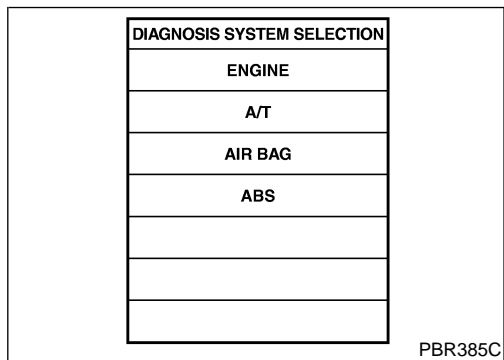 DIAGNOSIS SYSTEM SELECTION
ENGINE
A/T
AIR BAG
ABS
PBR385C